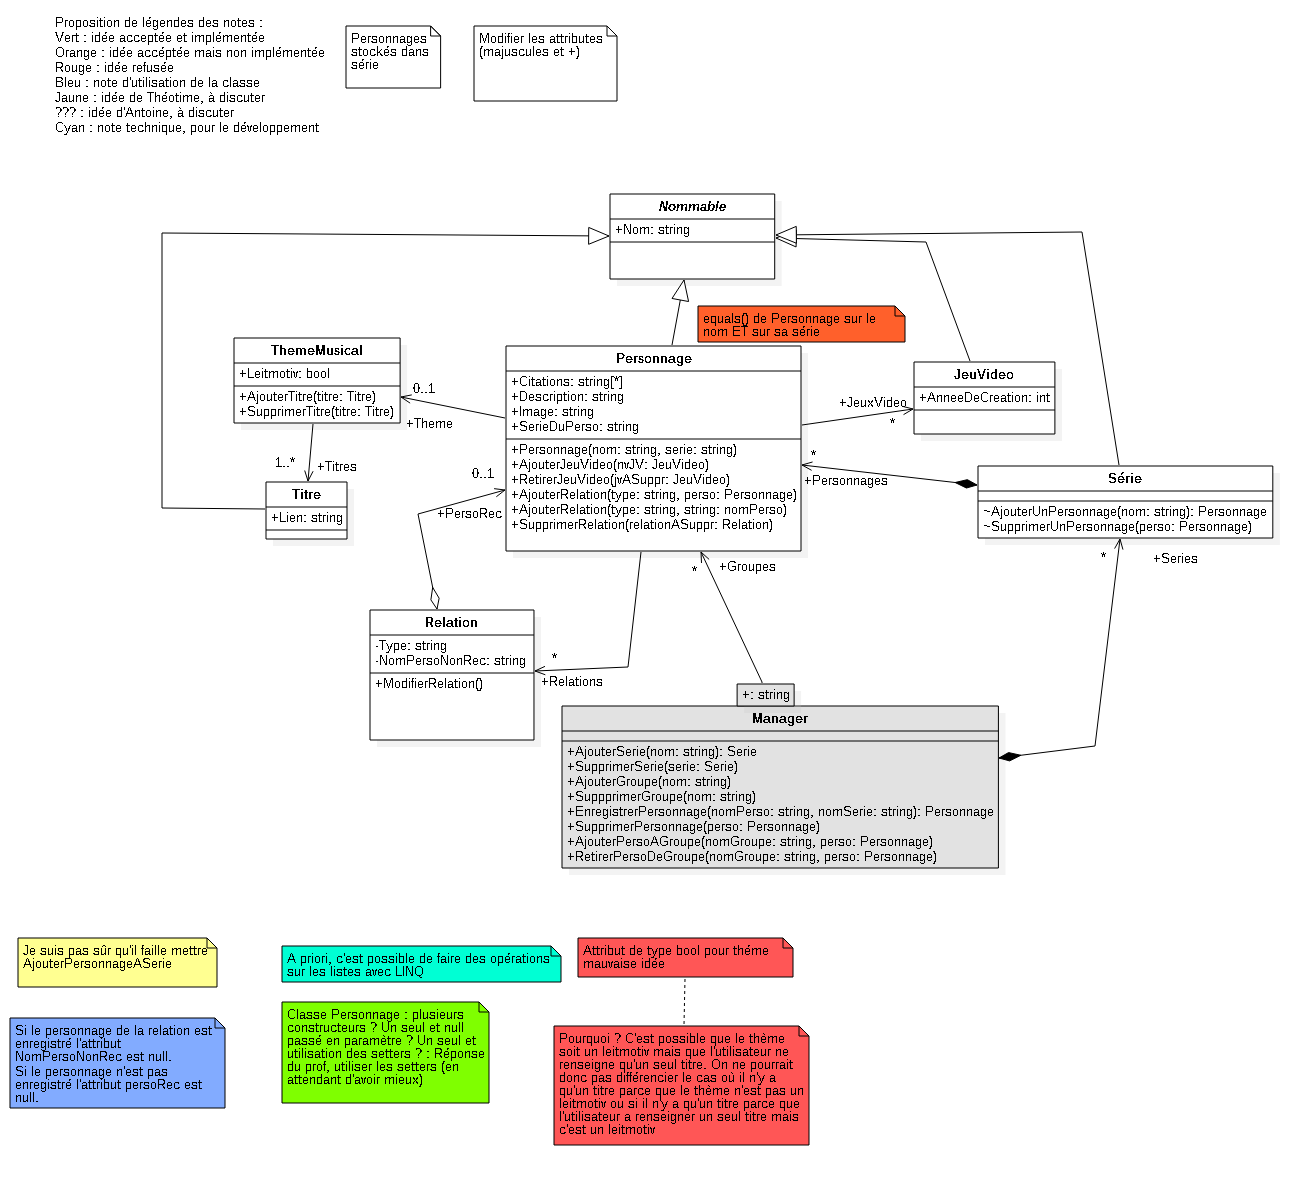 Proposition de légendes des notes :
Vert : idée acceptée et implémentée
Orange : idée accéptée mais non implémentée
Rouge : idée refusée
Bleu : note d'utilisation de la classe
Jaune : idée de Théotime, à discuter
??? : idée d'Antoine, à discuter
Cyan : note technique, pour le développement
Personnages
stockés dans
série
Modifier les attributes
(majuscules et +)
Nommable
+Nom: string
equals() de Personnage sur le
nom ET sur sa série
ThemeMusical
+Leitmotiv: bool
+AjouterTitre(titre: Titre)
+SupprimerTitre(titre: Titre)
0..1
+Theme
1..*
+Titres
Titre
+Lien: string
Personnage
+Citations: string[*]
+Description: string
+Image: string
+SerieDuPerso: string
+Personnage(nom: string, serie: string)
+AjouterJeuVideo(nvJV: JeuVideo)
+RetirerJeuVideo(jvASuppr: JeuVideo)
+AjouterRelation(type: string, perso: Personnage)
+AjouterRelation(type: string, string: nomPerso)
+SupprimerRelation(relationASuppr: Relation)
+JeuxVideo
*
JeuVideo
+AnneeDeCreation: int
*
+Personnages
Série
~AjouterUnPersonnage(nom: string): Personnage
~SupprimerUnPersonnage(perso: Personnage)
0..1
+PersoRec
*
+Groupes
*
+Series
Relation
-Type: string
-NomPersoNonRec: string
+ModifierRelation()
*
+Relations
+: string
Manager
+AjouterSerie(nom: string): Serie
+SupprimerSerie(serie: Serie)
+AjouterGroupe(nom: string)
+SuppprimerGroupe(nom: string)
+EnregistrerPersonnage(nomPerso: string, nomSerie: string): Personnage
+SupprimerPersonnage(perso: Personnage)
+AjouterPersoAGroupe(nomGroupe: string, perso: Personnage)
+RetirerPersoDeGroupe(nomGroupe: string, perso: Personnage)
Je suis pas sûr qu'il faille mettre
AjouterPersonnageASerie
A priori, c'est possible de faire des opérations
sur les listes avec LINQ
Attribut de type bool pour théme
mauvaise idée
Si le personnage de la relation est
enregistré l'attribut
NomPersoNonRec est null.
Si le personnage n'est pas
enregistré l'attribut persoRec est
null.
Classe Personnage : plusieurs
constructeurs ? Un seul et null
passé en paramètre ? Un seul et
utilisation des setters ? : Réponse
du prof, utiliser les setters (en
attendant d'avoir mieux)
Pourquoi ? C'est possible que le thème
soit un leitmotiv mais que l'utilisateur ne
renseigne qu'un seul titre. On ne pourrait
donc pas différencier le cas où il n'y a
qu'un titre parce que le thème n'est pas un
leitmotiv ou si il n'y a qu'un titre parce que
l'utilisateur a renseigner un seul titre mais
c'est un leitmotiv